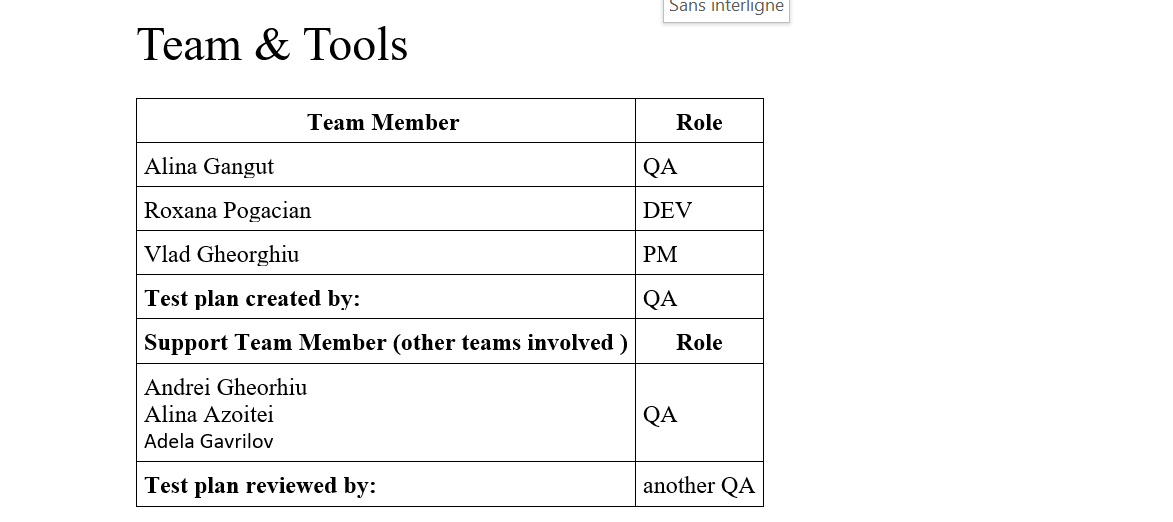 Sans interligne
Team & Tools
Team Member Role
Alina Gangut QA
Roxana Pogacian DEV
Vlad Gheorghiu PM
Test plan created by: QA
Support Team Member (other teams involved ) Role
Andrei Gheorhiu
Alina Azoitei QA
Adela Gavrilov
Test plan reviewed by: another QA